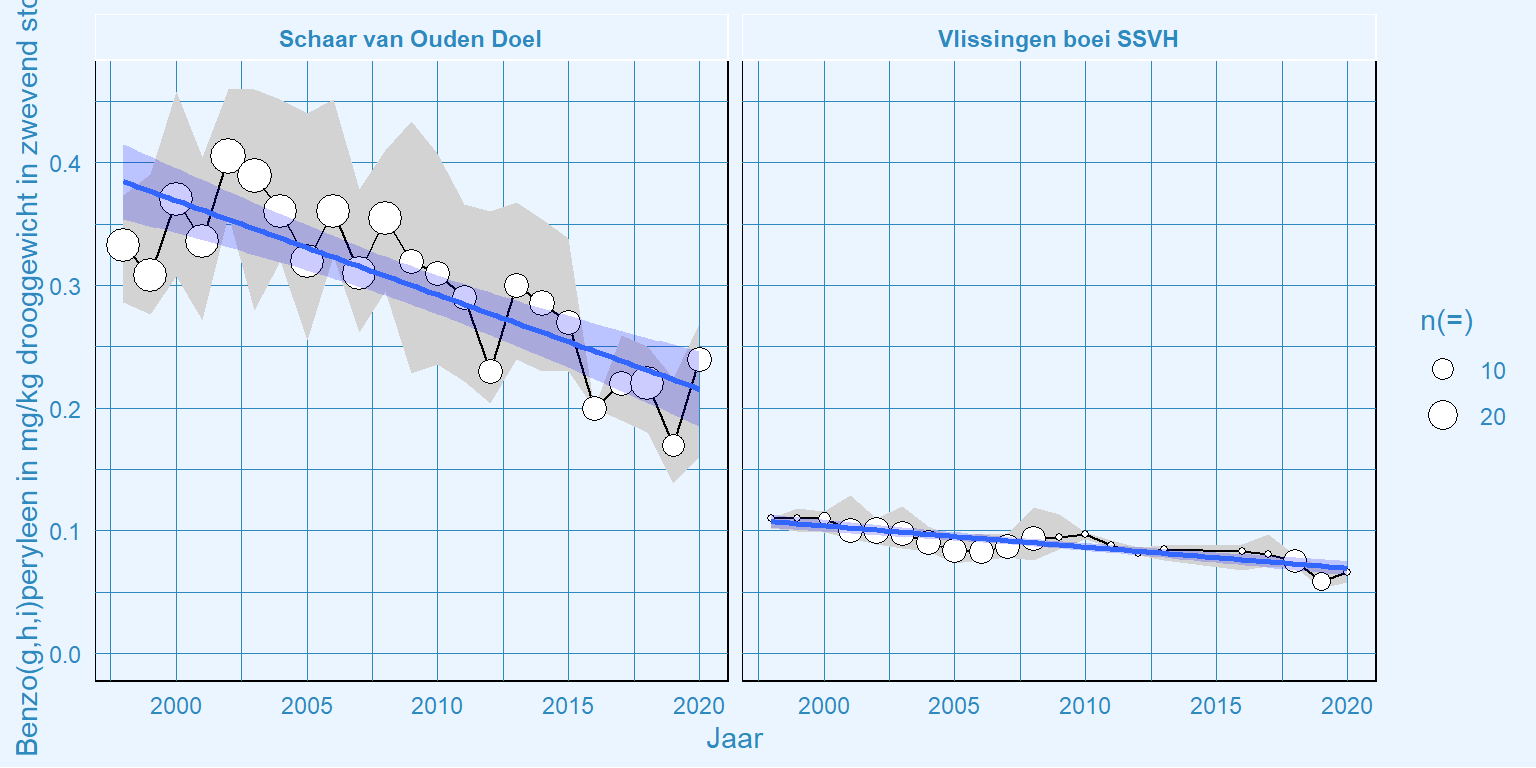 Schaar van Ouden Doel
Vlissingen boei SSVH
Benzo(g,h,i)peryleen in mg/kg drooggewicht in zwevend
0.4
0.3
0.2
0.1
0.0
2000 2005 2010 2015 2020
2000 2005 2010 2015 2020
Jaar
n(=)
10
20